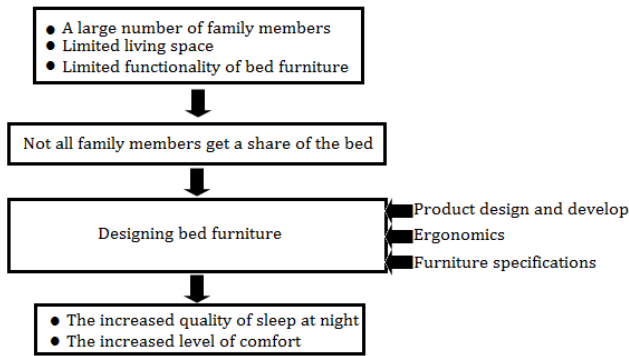 ● A large number of family members
● Limited living space
● Limited functionality of bed furniture
Not all family members get a share of the bed
Designing bed furniture
Product design and develop
Ergonomics
Furniture specifications
● The increased quality of sleep at night
● The increased level of comfort